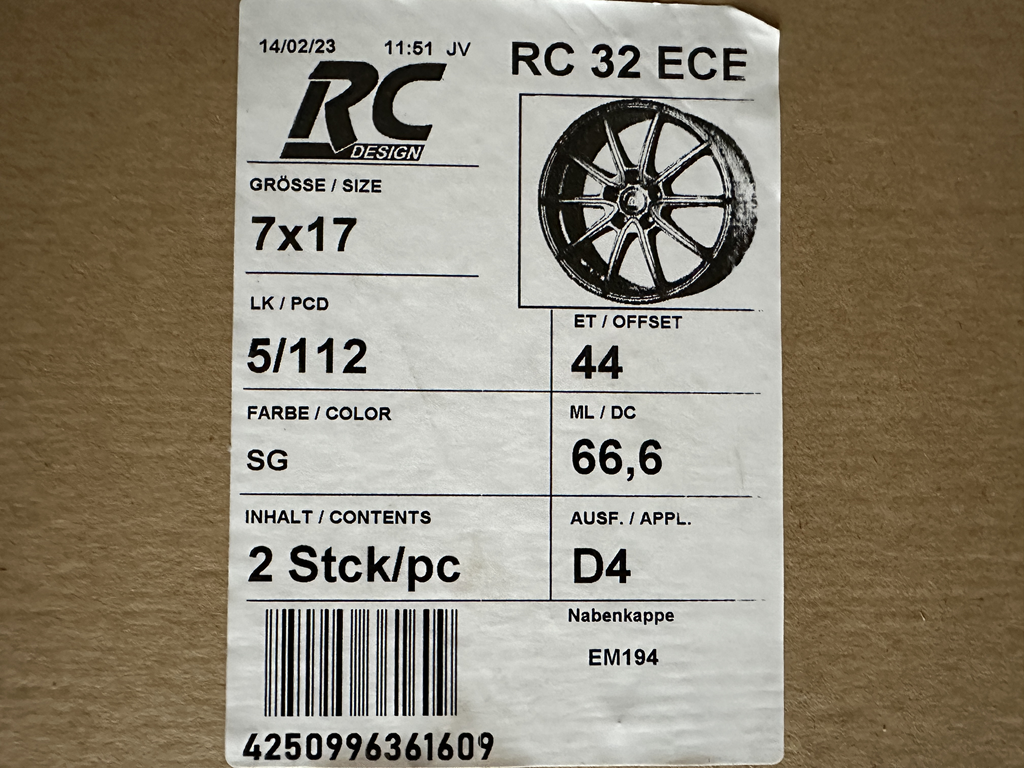 14/02/23 11:51 JV
RC 32 ECE
RC
DESIGN
GRÖSSE / SIZE
7x17
LK / PCD
5/112
ET / OFFSET
44
FARBE / COLOR
SG
ML / DC
66,6
INHALT / CONTENTS
2 Stck/pc
AUSF. / APPL.
D4
Nabenkappe
EM194
4250996361609